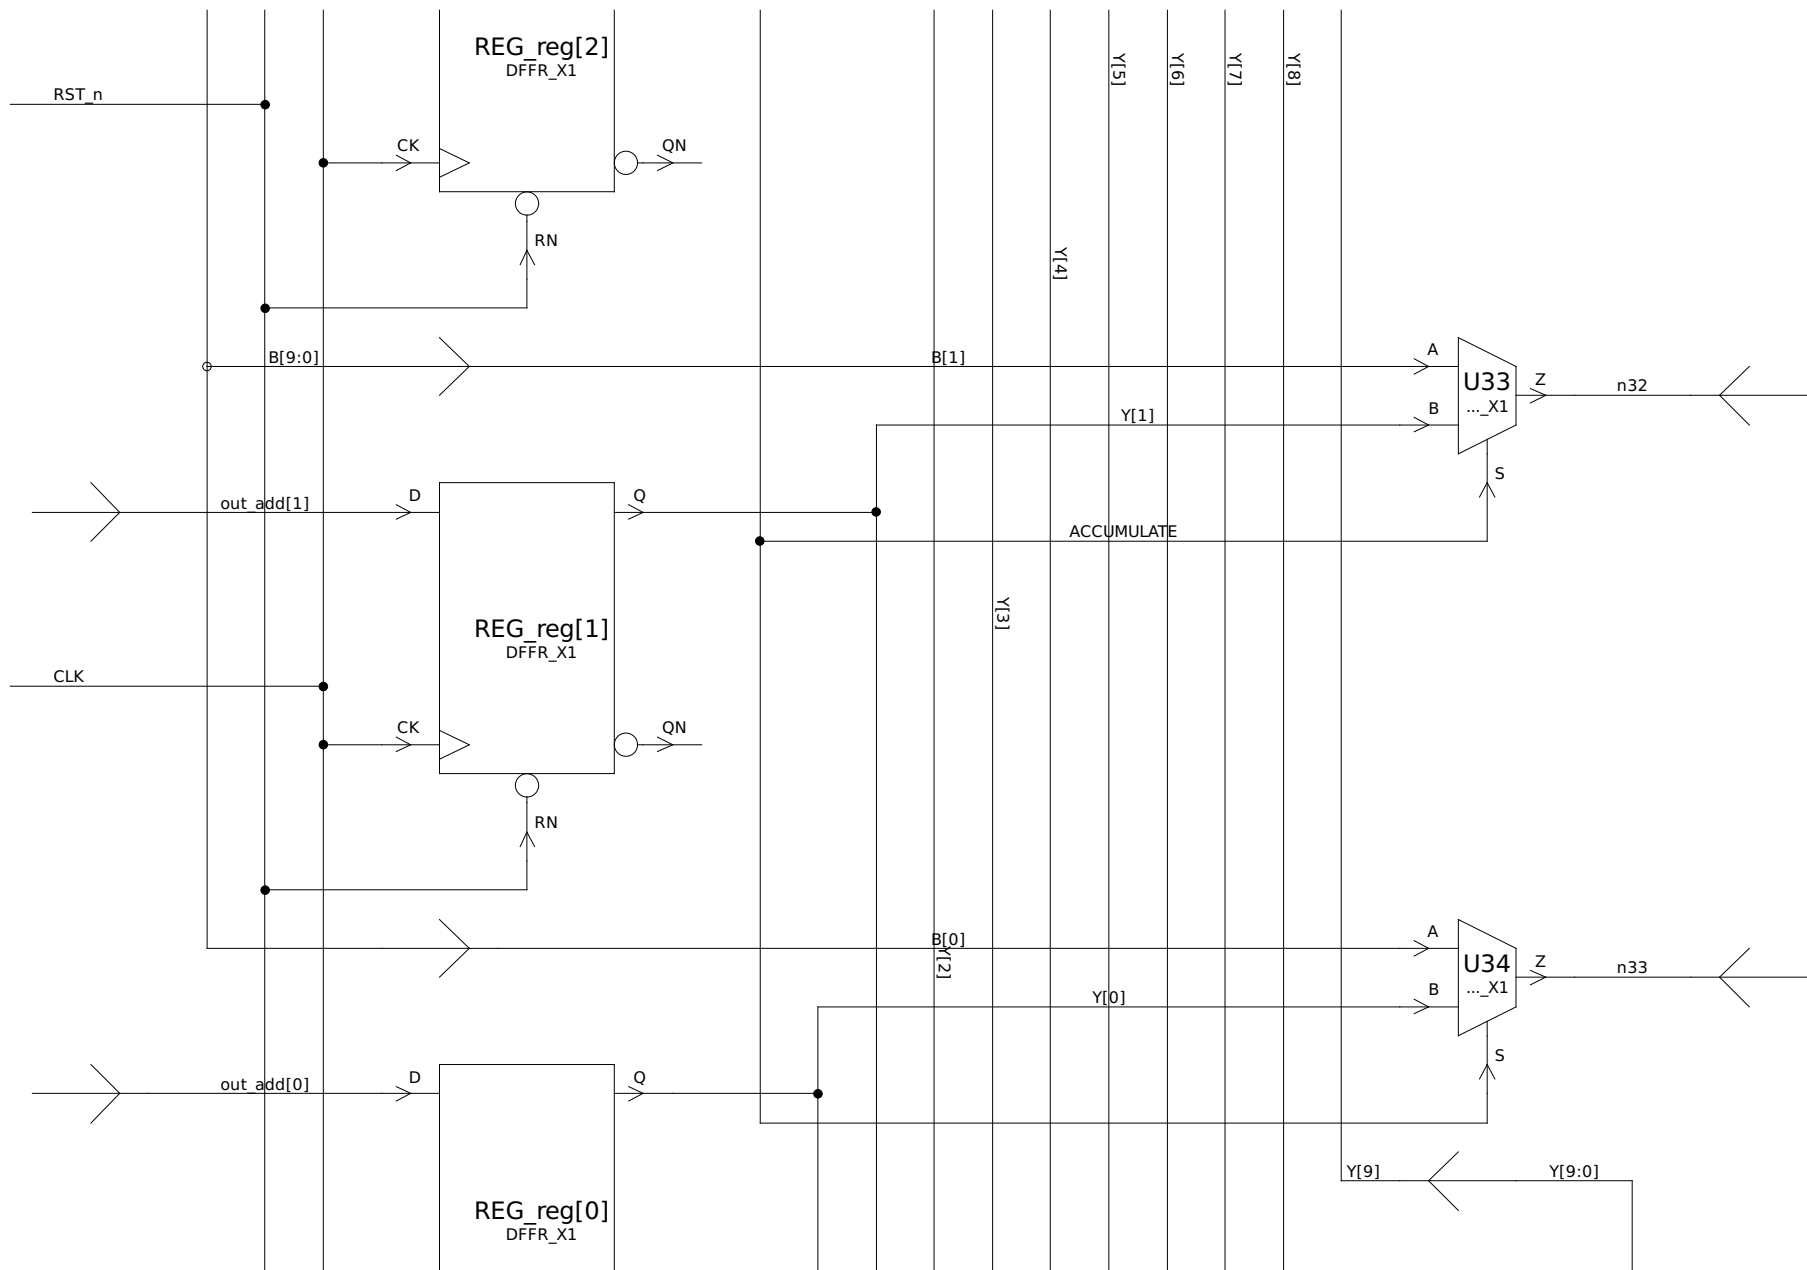 REG_reg[2]
DFFR_X1
Y[5]
Y[6]
Y[7]
Y[8]
RST_n
CK
QN
RN
Y[4]
B[9:0]
B[1]
A
U33
..._X1
Z
n32
Y[1]
B
S
out_add[1]
D
Q
ACCUMULATE
Y[3]
REG_reg[1]
DFFR_X1
CLK
CK
QN
RN
B[0]
Y[2]
A
U34
..._X1
Z
n33
Y[0]
B
S
out_add[0]
D
Q
Y[9]
Y[9:0]
REG_reg[0]
DFFR_X1